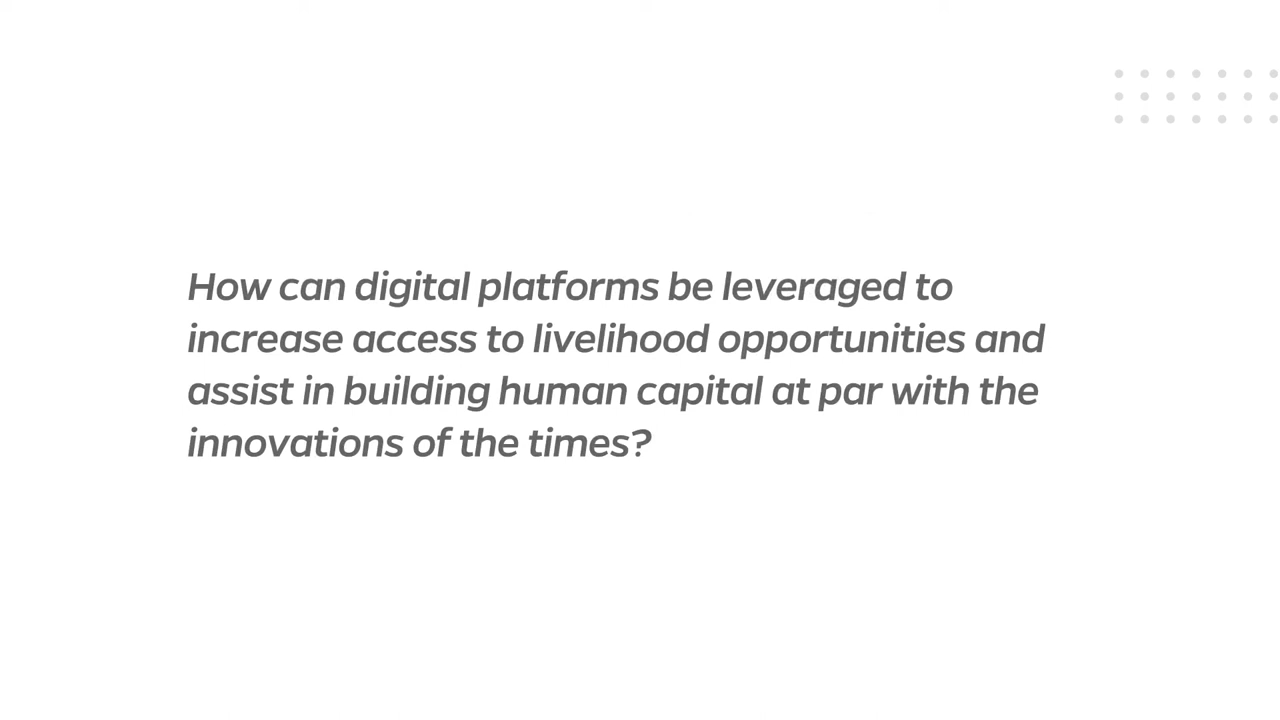 How can digital platforms be leveraged to
increase access to livelihood opportunities and
assist in building human capital at par with the
innovations of the times?